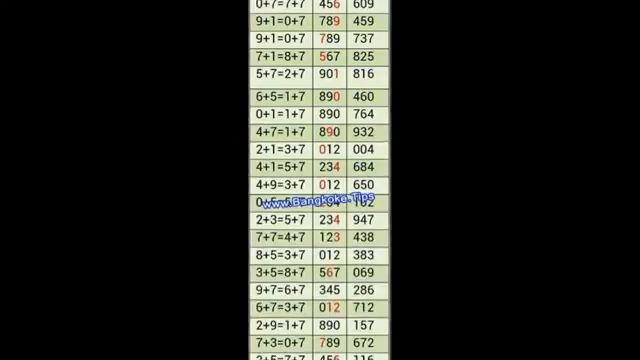 0+7=7+7 456 609
9+1=0+7 789 459
9+1=0+7 789 737
7+1=8+7 567 825
5+7=2+7 901 816
6+5=1+7 890 460
0+1=1+7 890 764
4+7=1+7 890 932
2+1=3+7 012 004
4+1=5+7 234 684
4+9=3+7 012 650
www.Bangkoke.Tips
2+3=5+7 234 947
7+7=4+7 123 438
8+5=3+7 012 383
3+5=8+7 567 069
9+7=6+7 345 286
6+7=3+7 012 712
2+9=1+7 890 157
7+3=0+7 789 672
2+5=7+7 456 116